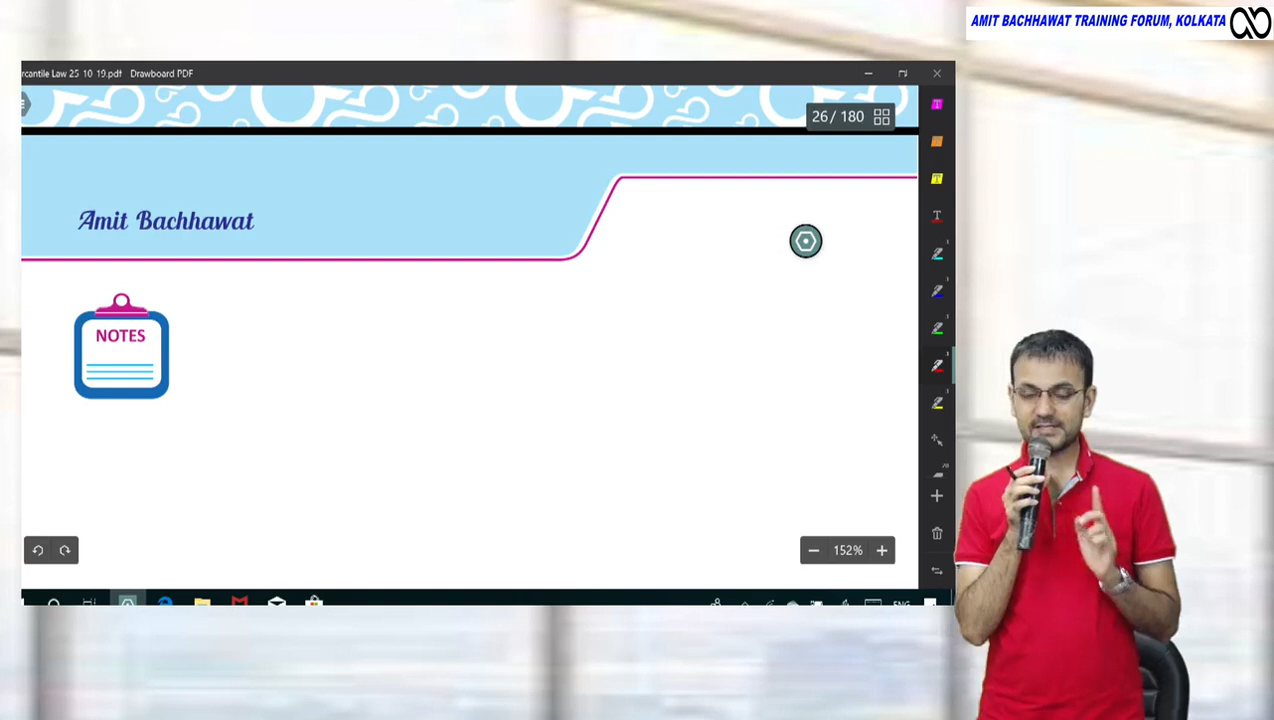 AMIT BACHHAWAT TRAINING FORUM, KOLKATA
rcantile Law 25 10 19.pdf Drawboard PDF
26 / 180
Amit Bachhawat
NOTES
152%
ENG